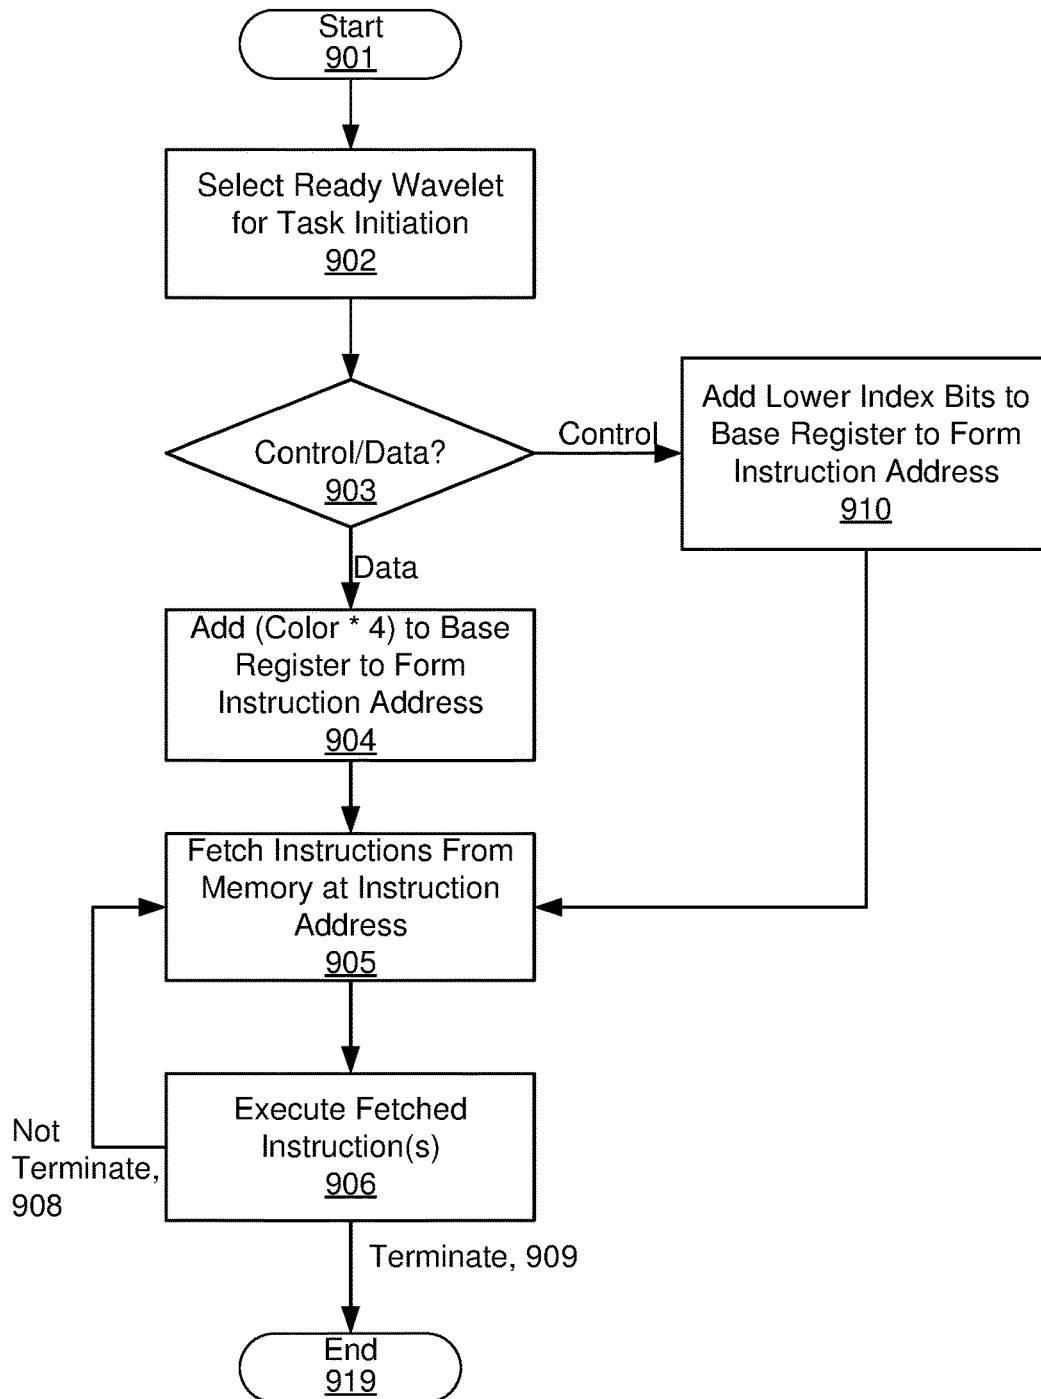 Start
901
Select Ready Wavelet
for Task Initiation
902
Control/Data?
903
Control
Add Lower Index Bits to
Base Register to Form
Instruction Address
910
Data
Add (Color * 4) to Base
Register to Form
Instruction Address
904
Fetch Instructions From
Memory at Instruction
Address
905
Execute Fetched
Instruction(s)
906
Not
Terminate,
908
Terminate, 909
End
919